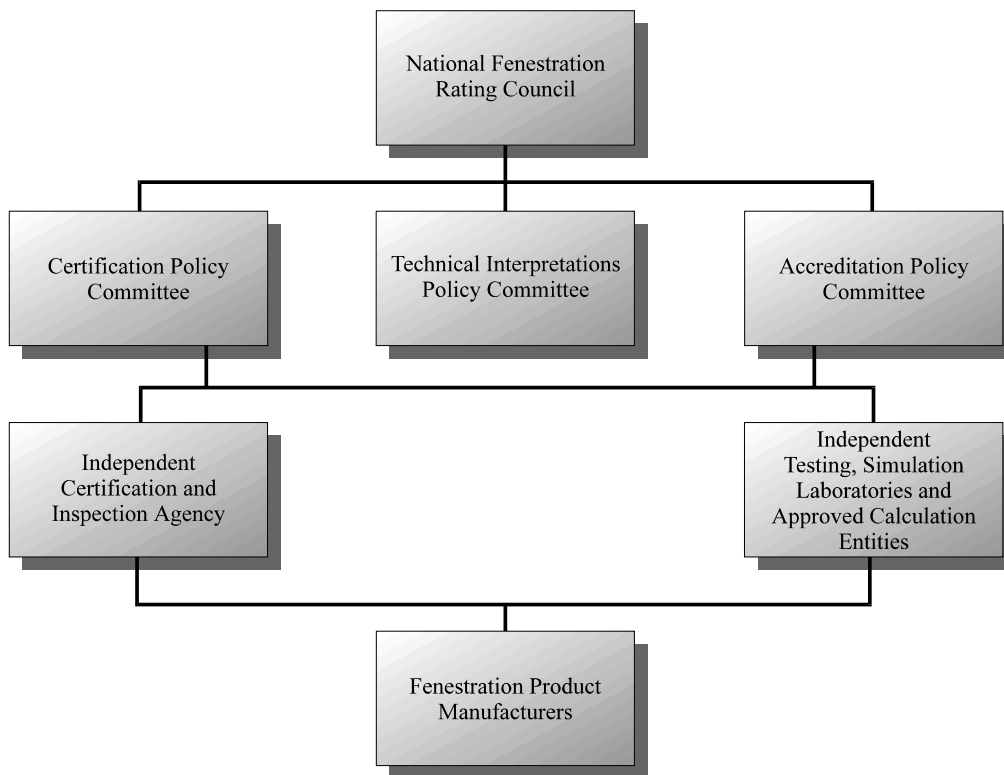 National Fenestration
Rating Council
Certification Policy
Committee
Technical Interpretations
Policy Committee
Accreditation Policy
Committee
Independent
Certification and
Inspection Agency
Independent
Testing, Simulation
Laboratories and
Approved Calculation
Entities
Fenestration Product
Manufacturers